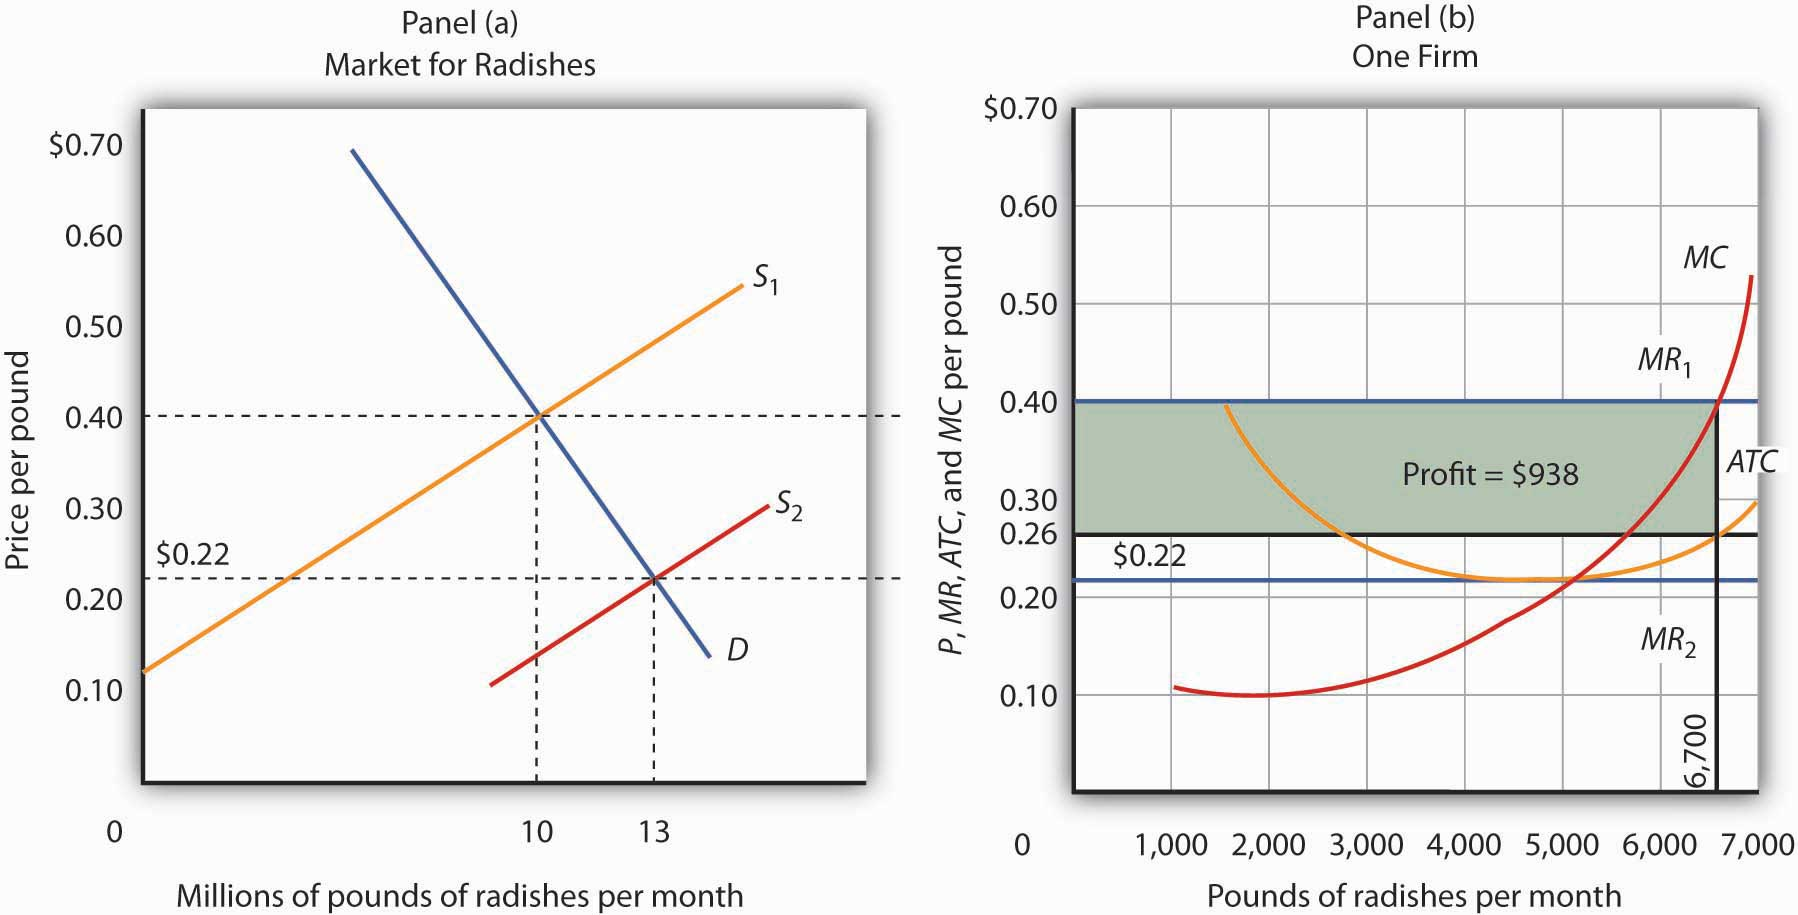 Panel (a)
Market for Radishes
Price per pound
$0.70
0.60
0.50
0.40
0.30
0.20
0.10
0
$0.22
S1
S2
D
10
13
Millions of pounds of radishes per month
Panel (b)
One Firm
P, MR, ATC, and MC per pound
$0.70
0.60
0.50
0.40
0.30
0.26
0.20
0.10
0
MC
MR1
ATC
Profit = $938
$0.22
MR2
6,700
1,000
2,000
3,000
4,000
5,000
6,000
7,000
Pounds of radishes per month